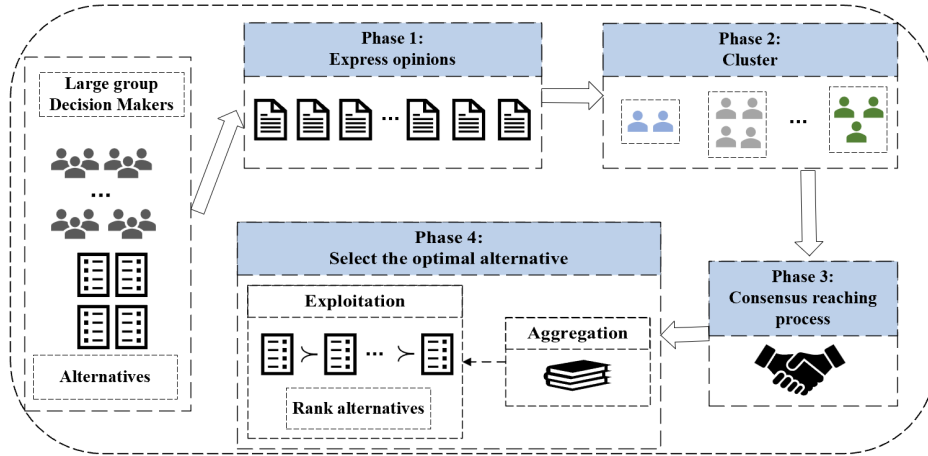 Large group
Decision Makers
...
Alternatives
Phase 1:
Express opinions
...
Phase 2:
Cluster
...
Phase 3:
Consensus reaching
process
Phase 4:
Select the optimal alternative
Aggregation
Exploitation
≻ ... ≻
Rank alternatives